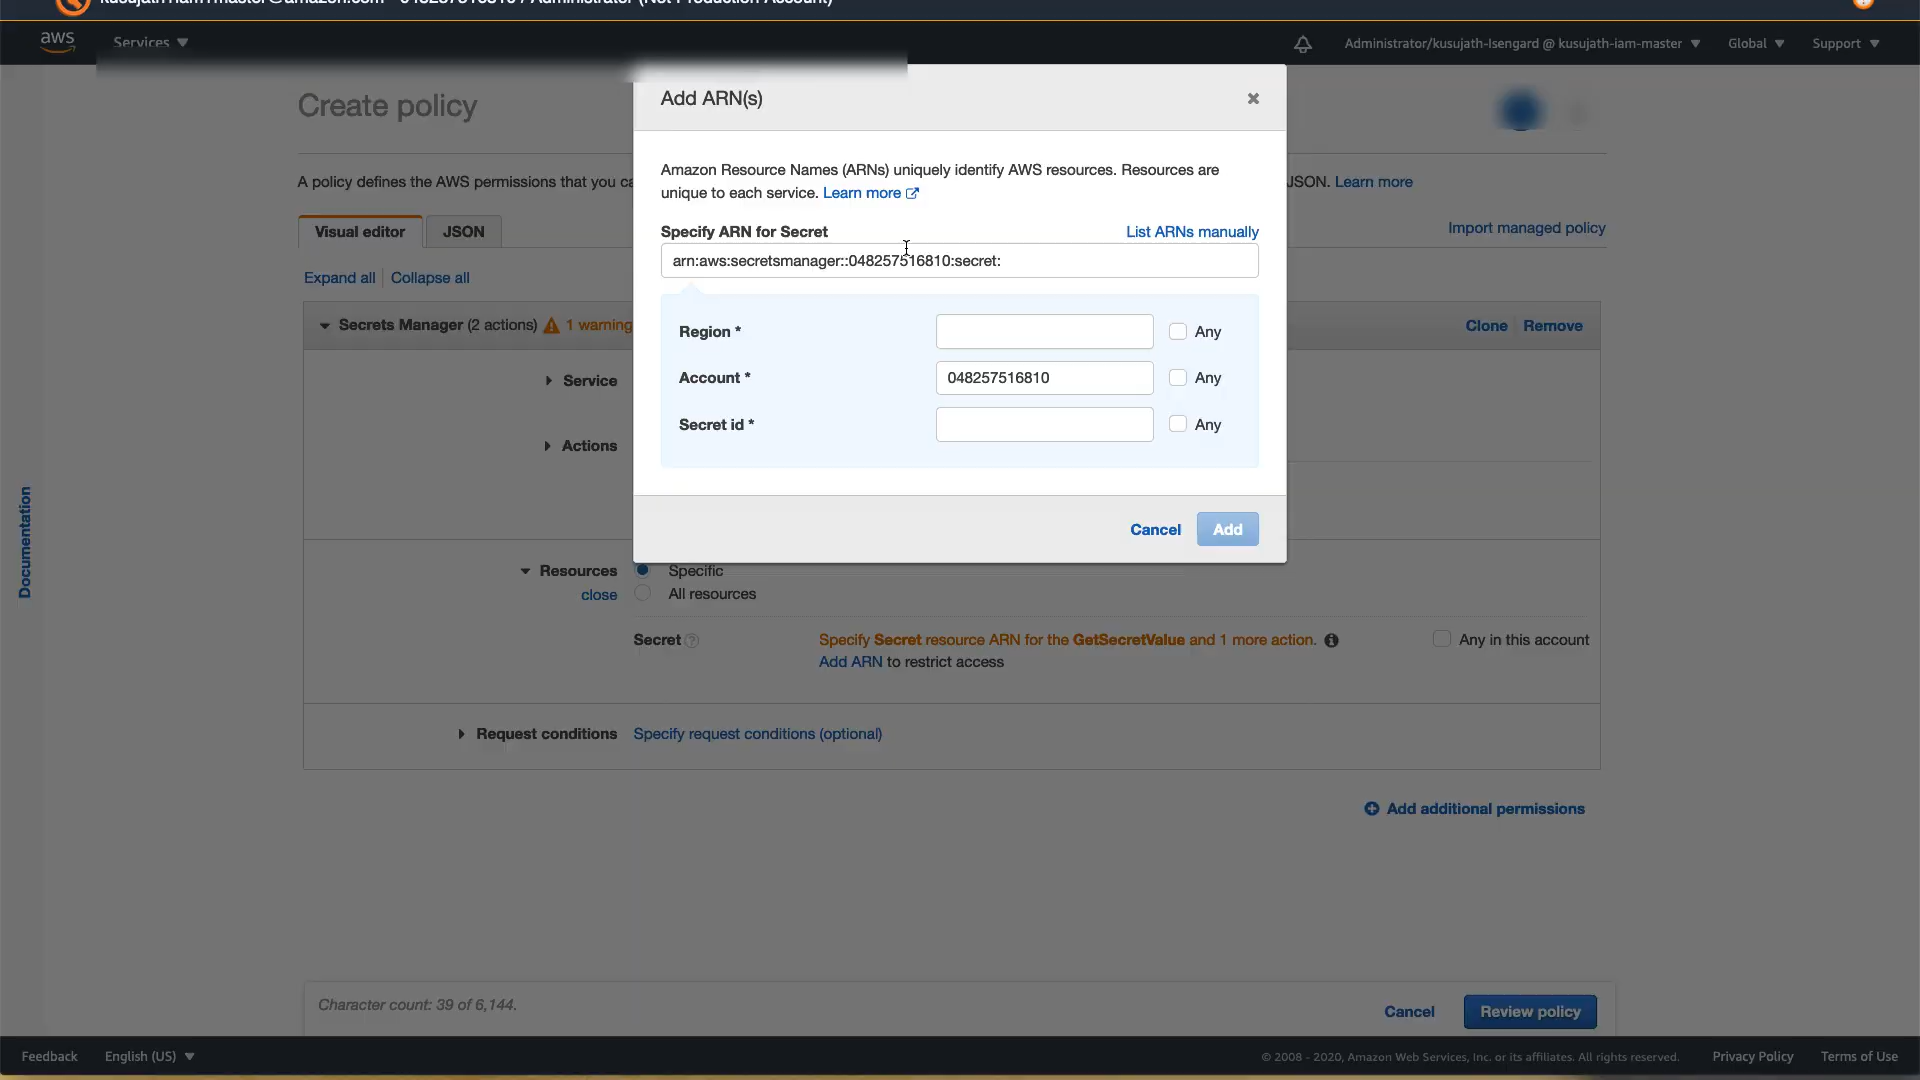 aws
Services
Administrator/kusujath-Isengard @ kusujath-iam-master
Global
Support
Create policy
A policy defines the AWS permissions that you ca
JSON. Learn more
Visual editor
JSON
Import managed policy
Expand all
Collapse all
Secrets Manager (2 actions)
1 warning
Clone
Remove
Service
Actions
Add ARN(s)
Amazon Resource Names (ARNs) uniquely identify AWS resources. Resources are
unique to each service. Learn more
Specify ARN for Secret
List ARNs manually
arn:aws:secretsmanager::048257516810:secret:
Region *
Any
Account *
048257516810
Any
Secret id *
Any
Cancel
Add
Documentation
Resources
Specific
close
All resources
Secret
Specify Secret resource ARN for the GetSecretValue and 1 more action.
Any in this account
Add ARN to restrict access
Request conditions
Specify request conditions (optional)
Add additional permissions
Character count: 39 of 6,144.
Cancel
Review policy
Feedback
English (US)
© 2008 - 2020, Amazon Web Services, Inc. or its affiliates. All rights reserved.
Privacy Policy
Terms of Use